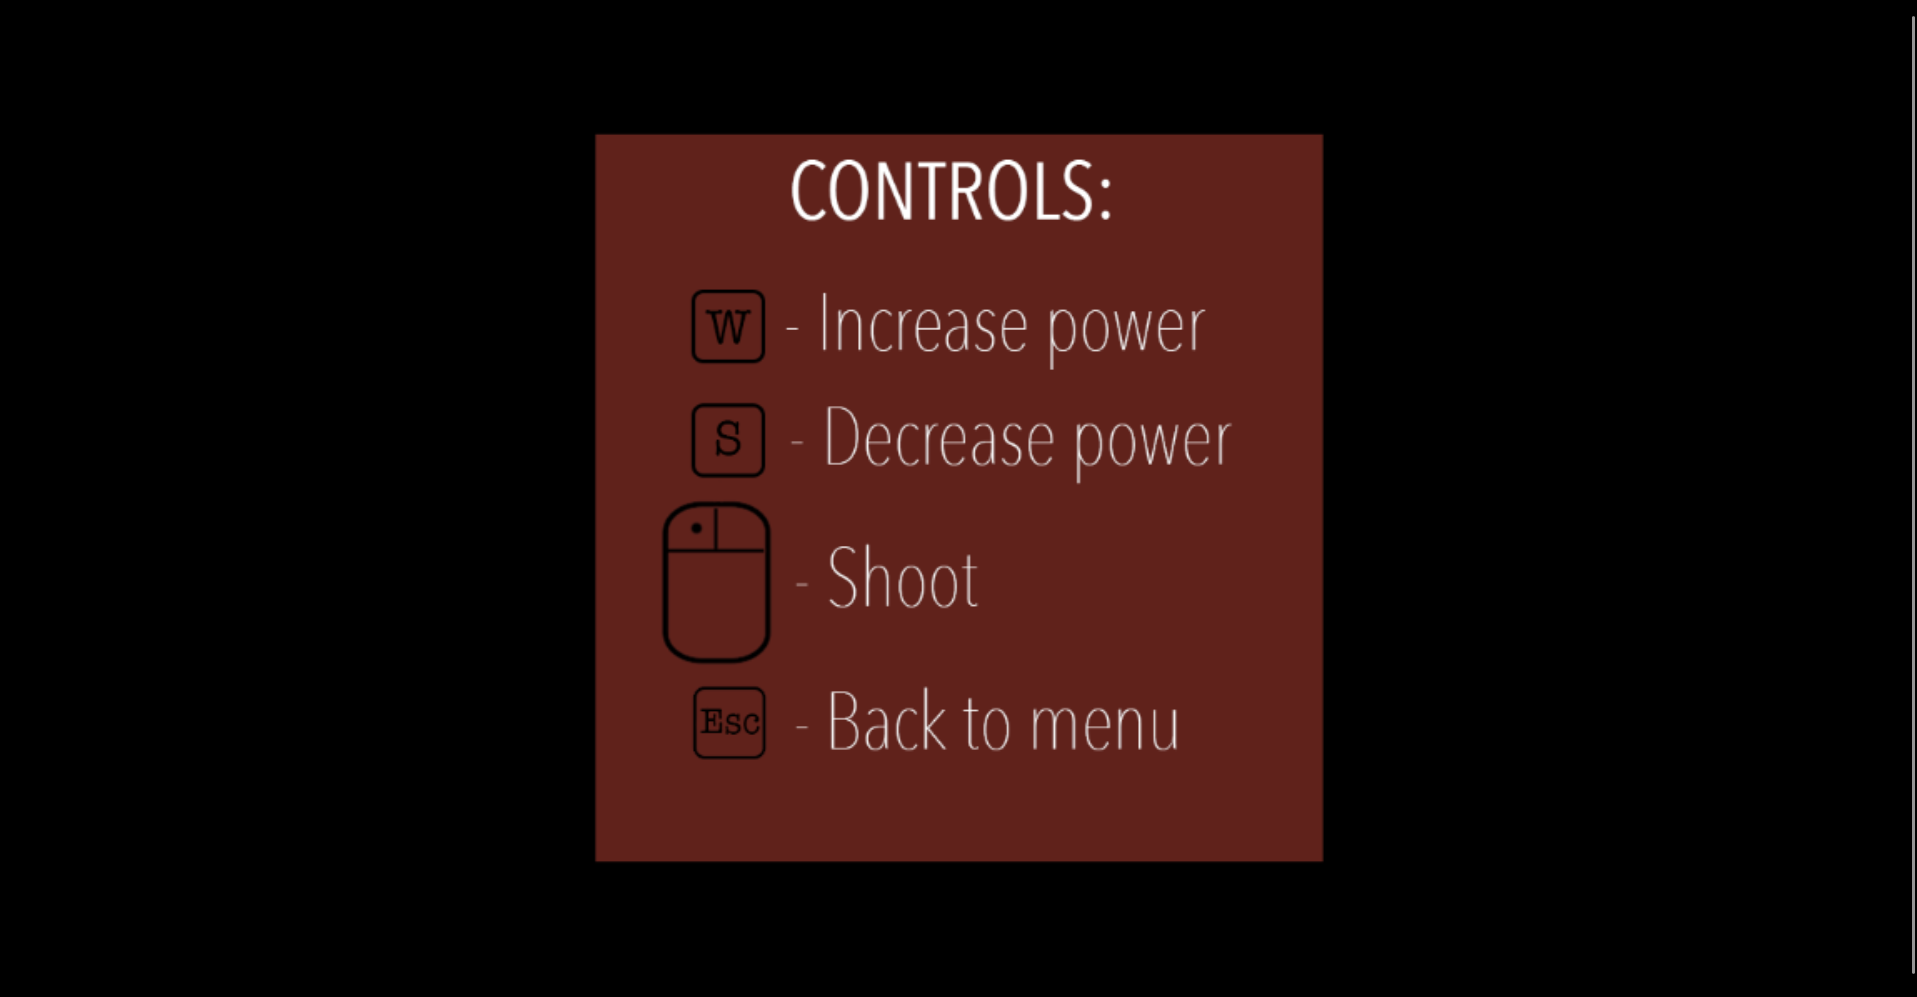 CONTROLS:
W - Increase power
S - Decrease power
- Shoot
Esc - Back to menu